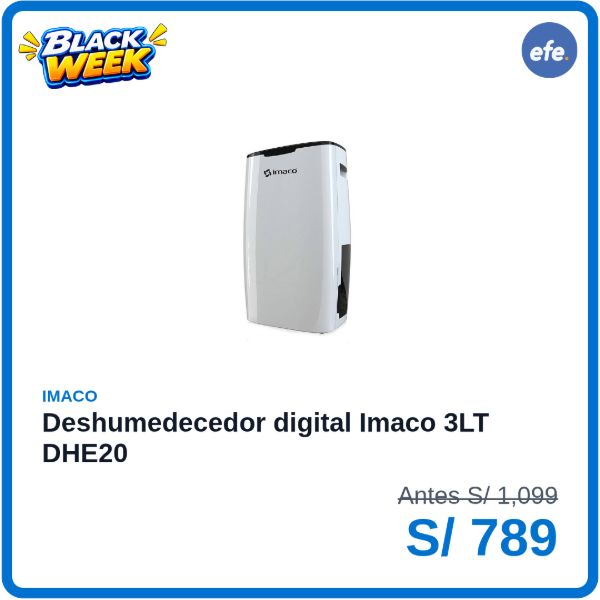 BLACK
WEEK
efe.
imaco
IMACO
Deshumedecedor digital Imaco 3LT
DHE20
Antes S/ 1,099
S/ 789